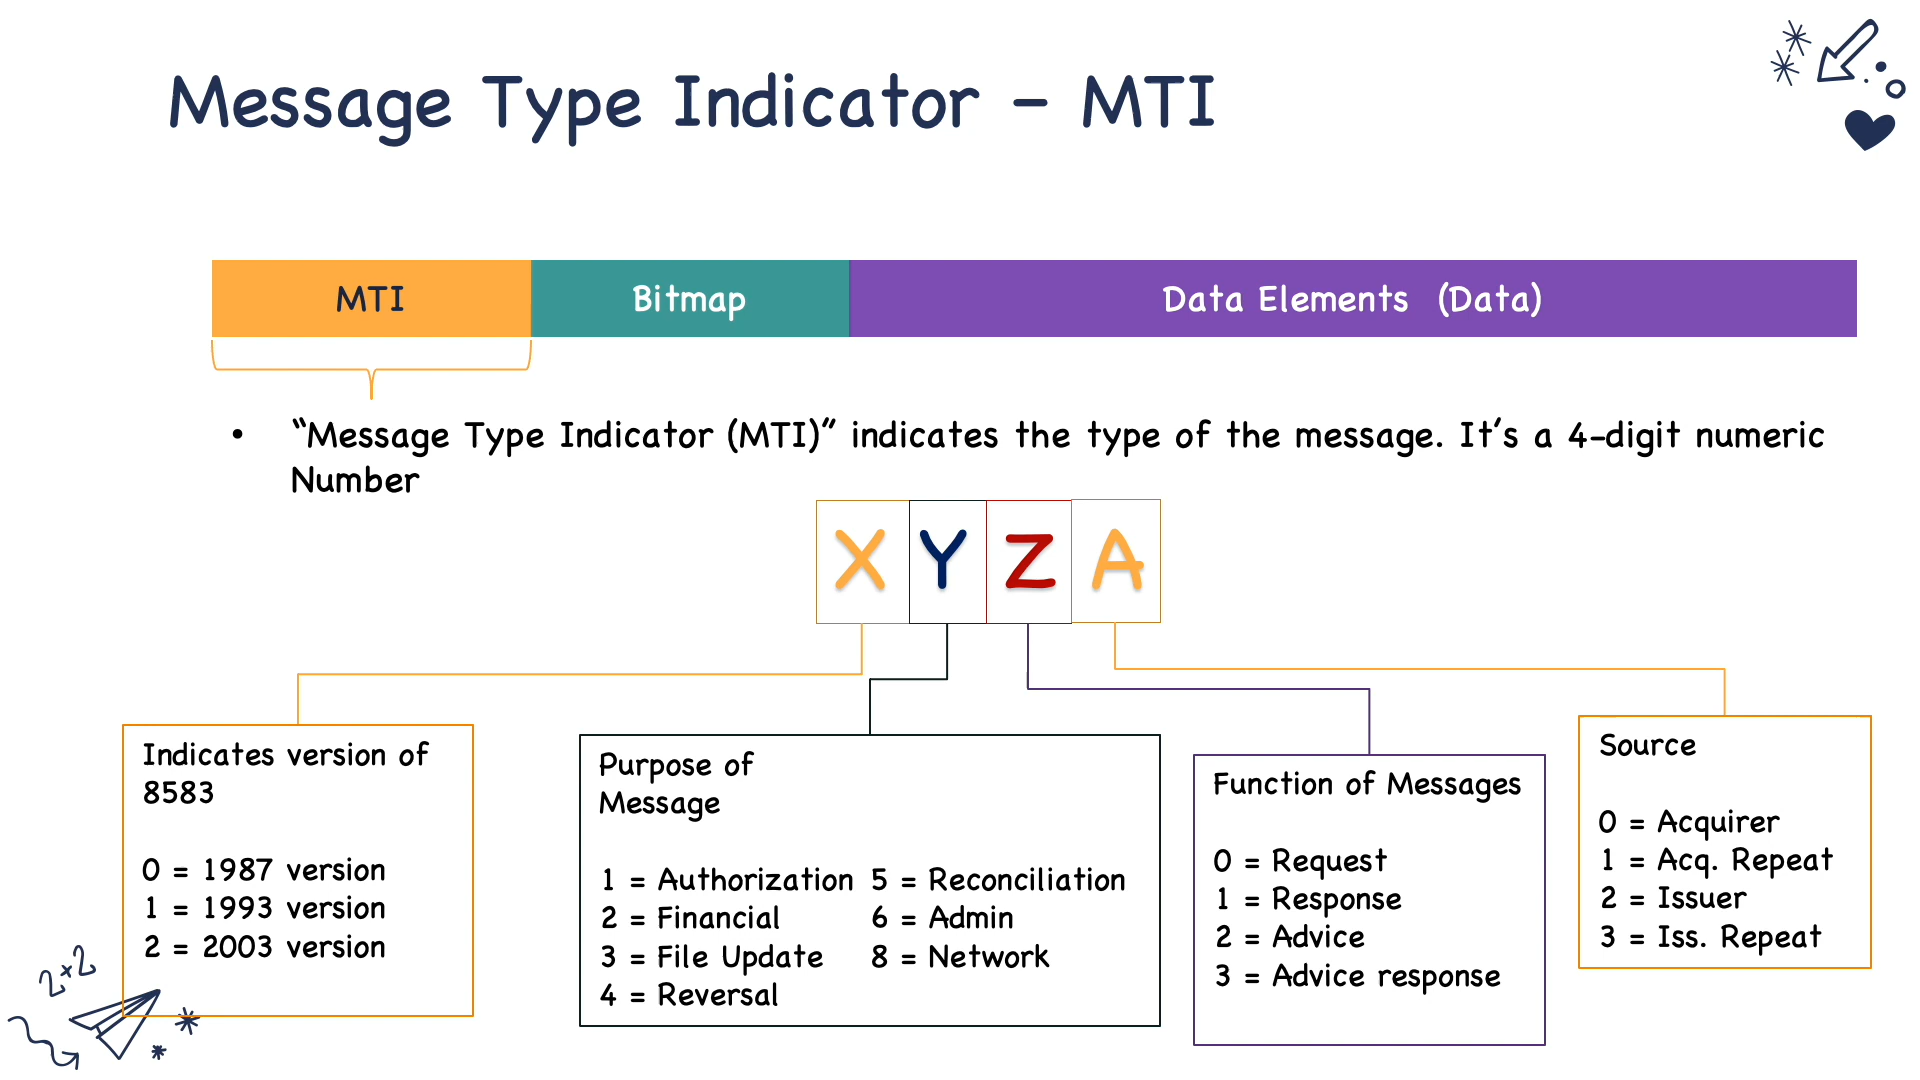 Message Type Indicator – MTI
MTI
Bitmap
Data Elements (Data)
• “Message Type Indicator (MTI)” indicates the type of the message. It’s a 4-digit numeric
Number
X Y Z A
Indicates version of
8583
0 = 1987 version
1 = 1993 version
2 = 2003 version
Purpose of
Message
1 = Authorization 5 = Reconciliation
2 = Financial 6 = Admin
3 = File Update 8 = Network
4 = Reversal
Function of Messages
0 = Request
1 = Response
2 = Advice
3 = Advice response
Source
0 = Acquirer
1 = Acq. Repeat
2 = Issuer
3 = Iss. Repeat
2×2